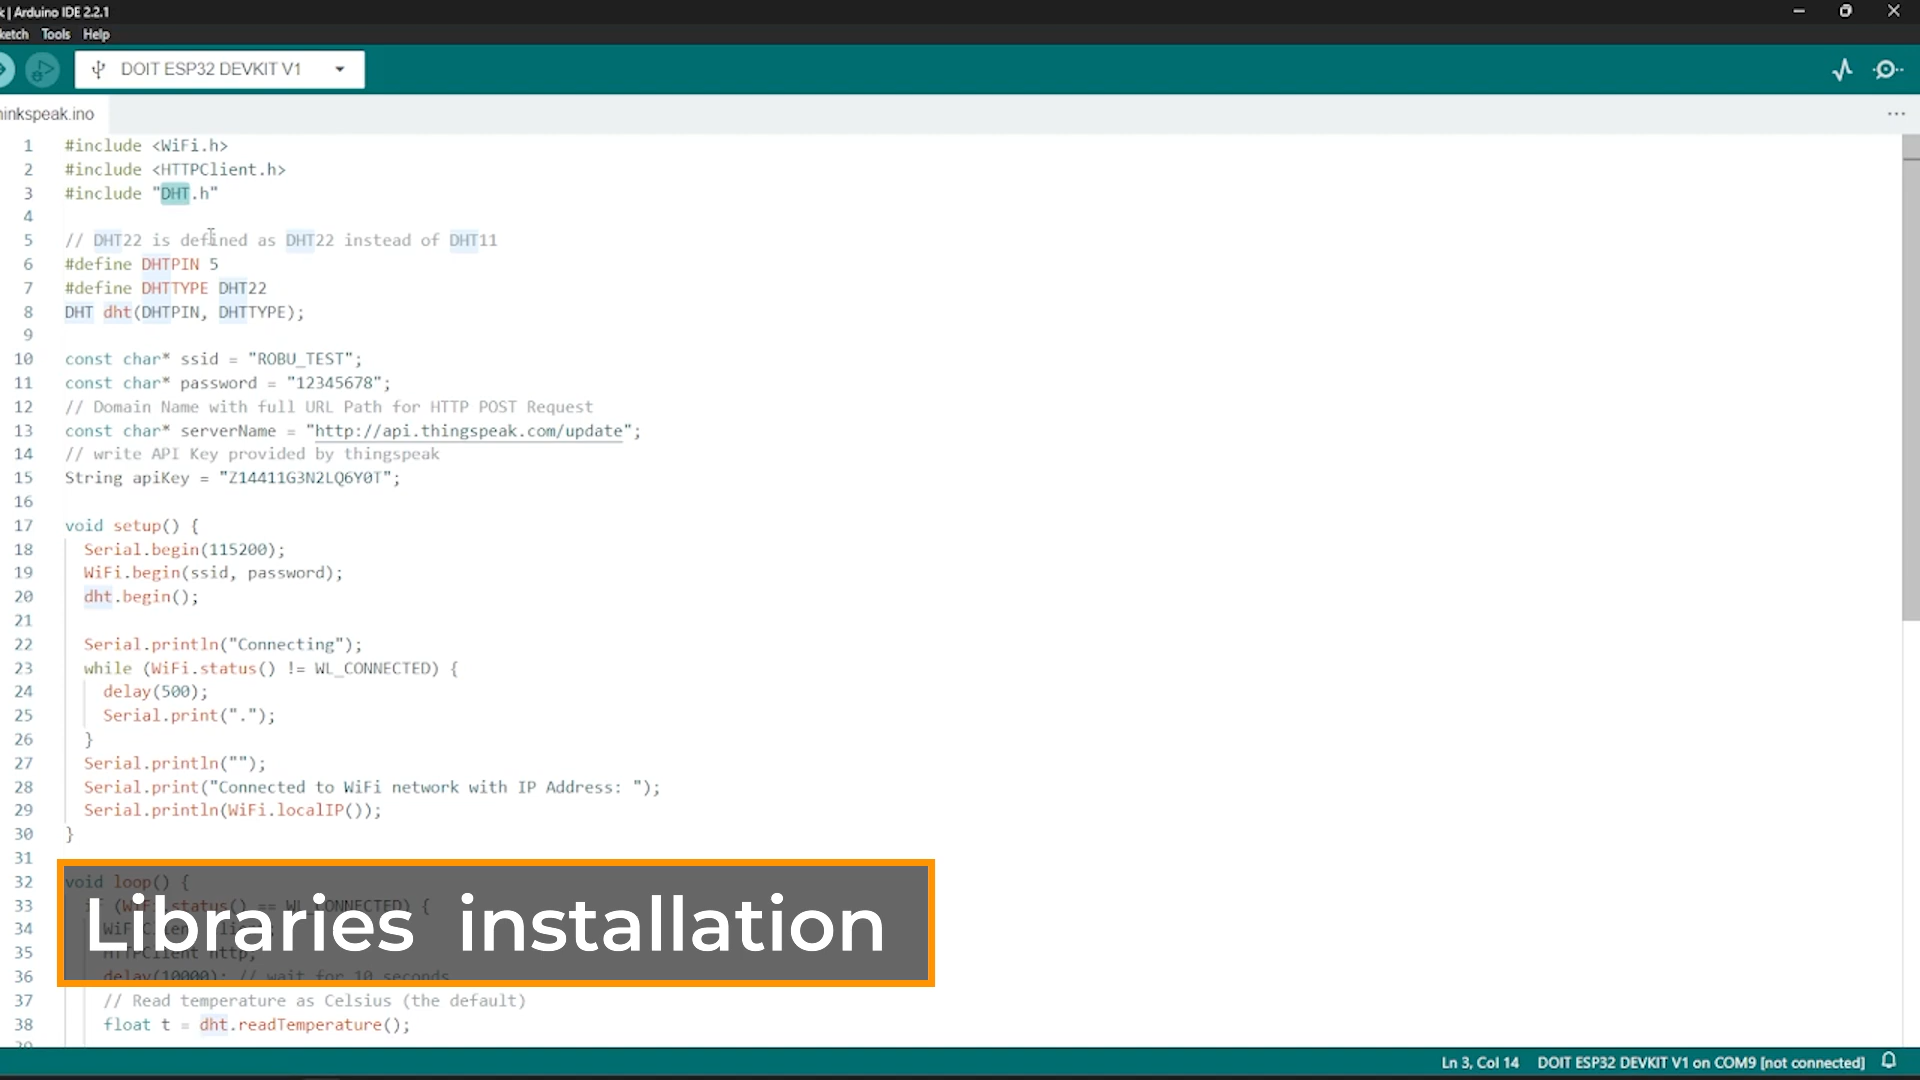 k | Arduino IDE 2.2.1
ketch Tools Help
DOIT ESP32 DEVKIT V1
hinkspeak.ino
1 #include <WiFi.h>
2 #include <HTTPClient.h>
3 #include "DHT.h"
4
5 // DHT22 is defined as DHT22 instead of DHT11
6 #define DHTPIN 5
7 #define DHTTYPE DHT22
8 DHT dht(DHTPIN, DHTTYPE);
9
10 const char* ssid = "ROBU_TEST";
11 const char* password = "12345678";
12 // Domain Name with full URL Path for HTTP POST Request
13 const char* serverName = "http://api.thingspeak.com/update";
14 // write API Key provided by thingspeak
15 String apiKey = "Z14411G3N2LQ6Y0T";
16
17 void setup() {
18 Serial.begin(115200);
19 WiFi.begin(ssid, password);
20 dht.begin();
21
22 Serial.println("Connecting");
23 while (WiFi.status() != WL_CONNECTED) {
24 delay(500);
25 Serial.print(".");
26 }
27 Serial.println("");
28 Serial.print("Connected to WiFi network with IP Address: ");
29 Serial.println(WiFi.localIP());
30 }
31
32 void loop() {
33 (WiFi.status() == WL_CONNECTED) {
34
35 HTTPClient http;
36 delay(10000); // wait for 10 seconds
Libraries installation
37 // Read temperature as Celsius (the default)
38 float t = dht.readTemperature();
39
Ln 3, Col 14 DOIT ESP32 DEVKIT V1 on COM9 [not connected]